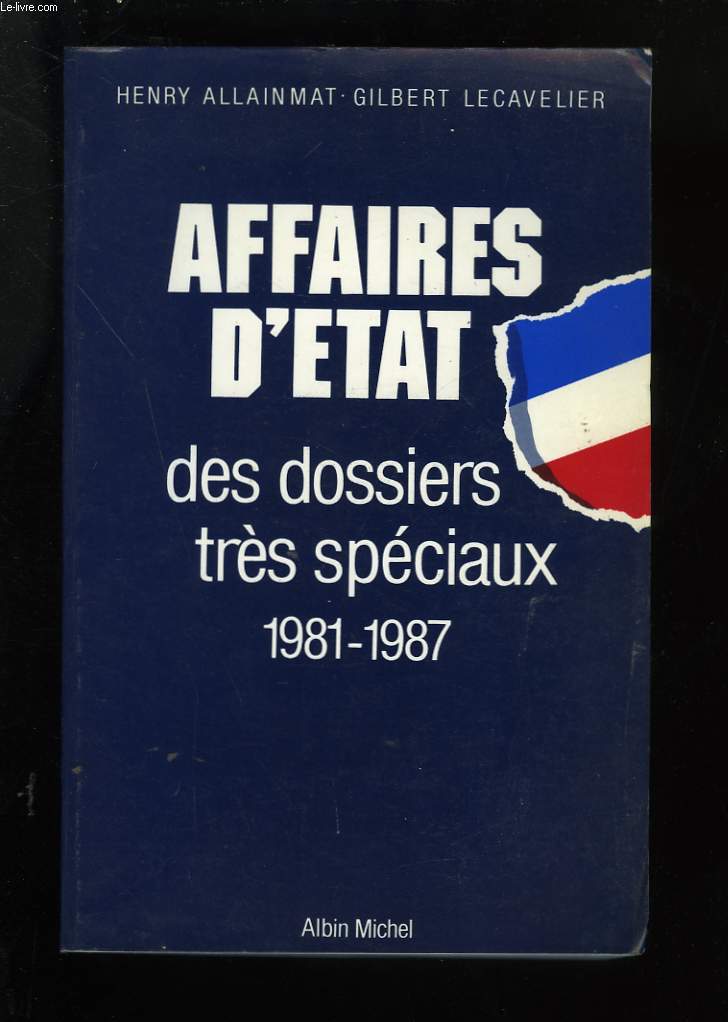 Le-livre.com
HENRY ALLAINMAT · GILBERT LECAVELIER
AFFAIRES
D'ETAT
des dossiers
très spéciaux
1981-1987
Albin Michel